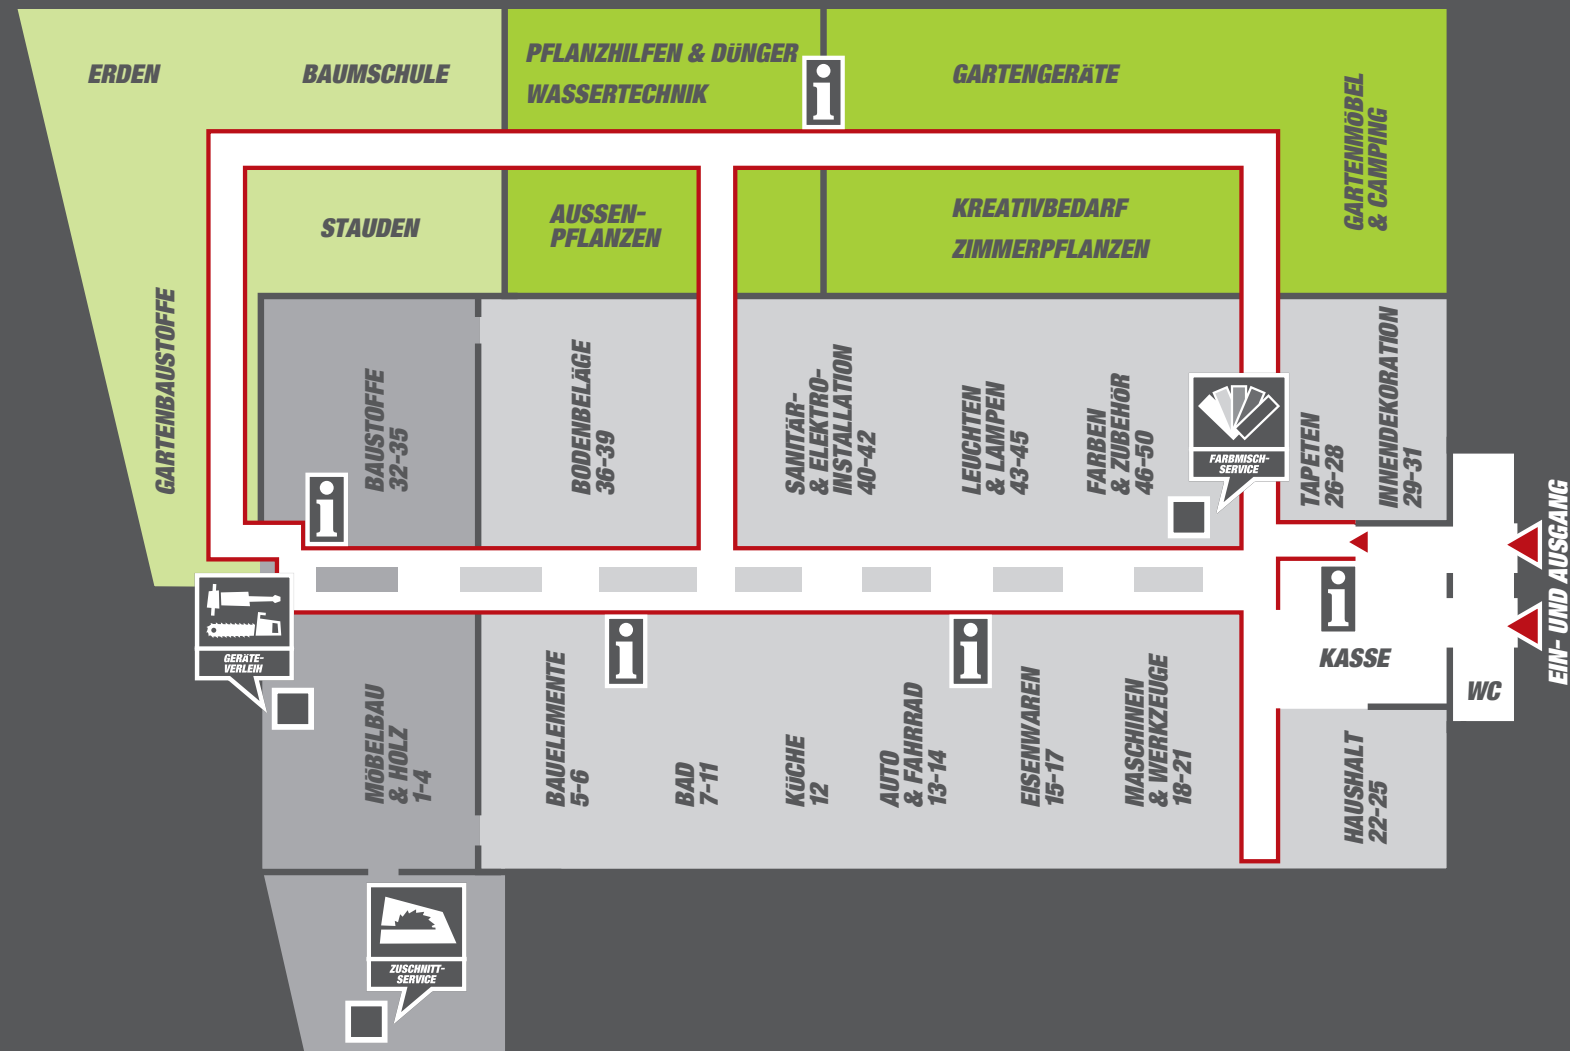 ERDEN
BAUMSCHULE
PFLANZHILFEN & DÜNGER
WASSERTECHNIK
GARTENGERÄTE
GARTENMÖBEL
& CAMPING
STAUDEN
AUSSEN-
PFLANZEN
KREATIVBEDARF
ZIMMERPFLANZEN
GARTENBAUSTOFFE
BAUSTOFFE
32-35
BODENBELÄGE
36-39
SANITÄR-
& ELEKTRO-
INSTALLATION
40-42
LEUCHTEN
& LAMPEN
43-45
FARBEN
& ZUBEHÖR
46-50
FARBMISCH-
SERVICE
TAPETEN
26-28
INNENDEKORATION
29-31
EIN- UND AUSGANG
i
i
i
i
i
KASSE
WC
GERÄTE-
VERLEIH
MÖBELBAU
& HOLZ
1-4
BAUELEMENTE
5-6
BAD
7-11
KÜCHE
12
AUTO
& FAHRRAD
13-14
EISENWAREN
15-17
MASCHINEN
& WERKZEUGE
18-21
HAUSHALT
22-25
ZUSCHNITT-
SERVICE